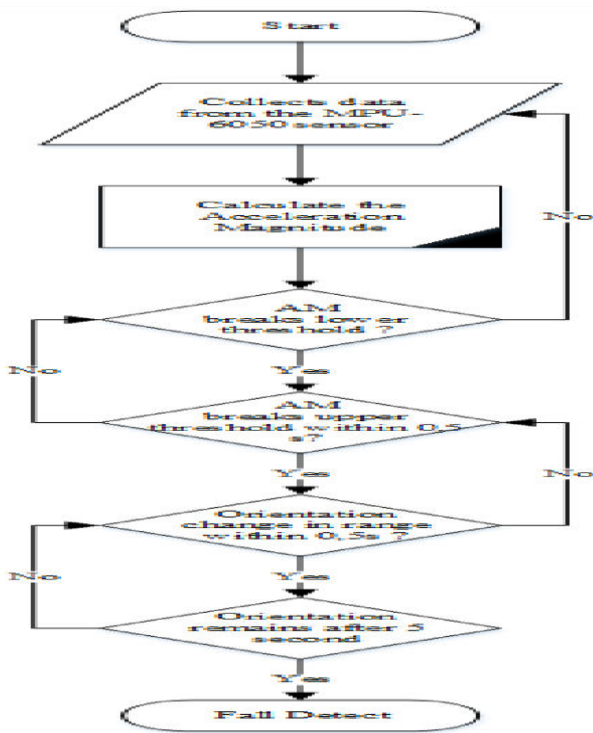 Start
Collects data
from the MPU-
6050 sensor
Calculate the
Acceleration
Magnitude
No
AM
breaks lower
threshold ?
No
Yes
AM
breaks upper
threshold within 0.5
s?
Yes
No
Orientation
change in range
within 0.5s ?
No
Yes
Orientation
remains after 5
second
Yes
Fall Detect